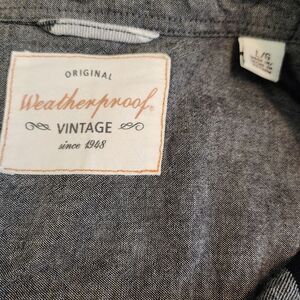 ORIGINAL
Weatherproof®
VINTAGE
since 1948
L/G